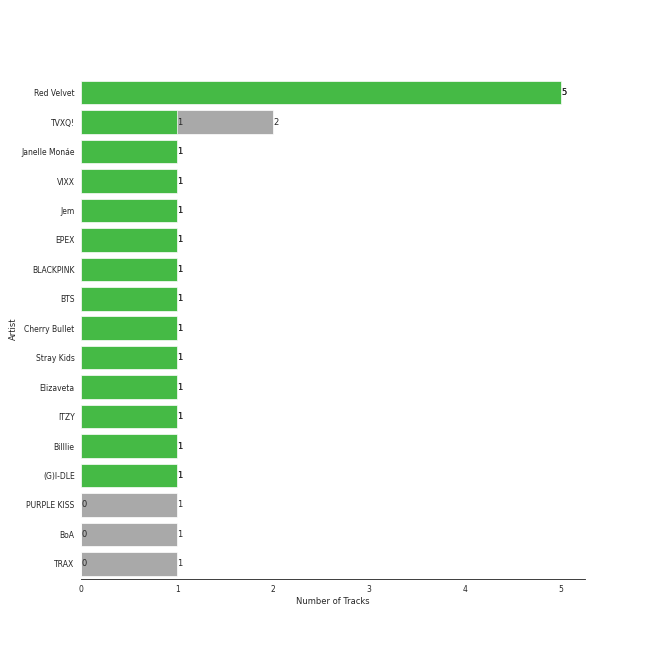 Red Velvet 5
TVXQ! 1 2
Janelle Monáe 1
VIXX 1
Jem 1
EPEX 1
BLACKPINK 1
BTS 1
Cherry Bullet 1
Stray Kids 1
Elizaveta 1
ITZY 1
Billlie 1
(G)I-DLE 1
PURPLE KISS 0 1
BoA 0 1
TRAX 0 1
0 1 2 3 4 5
Number of Tracks
Artist